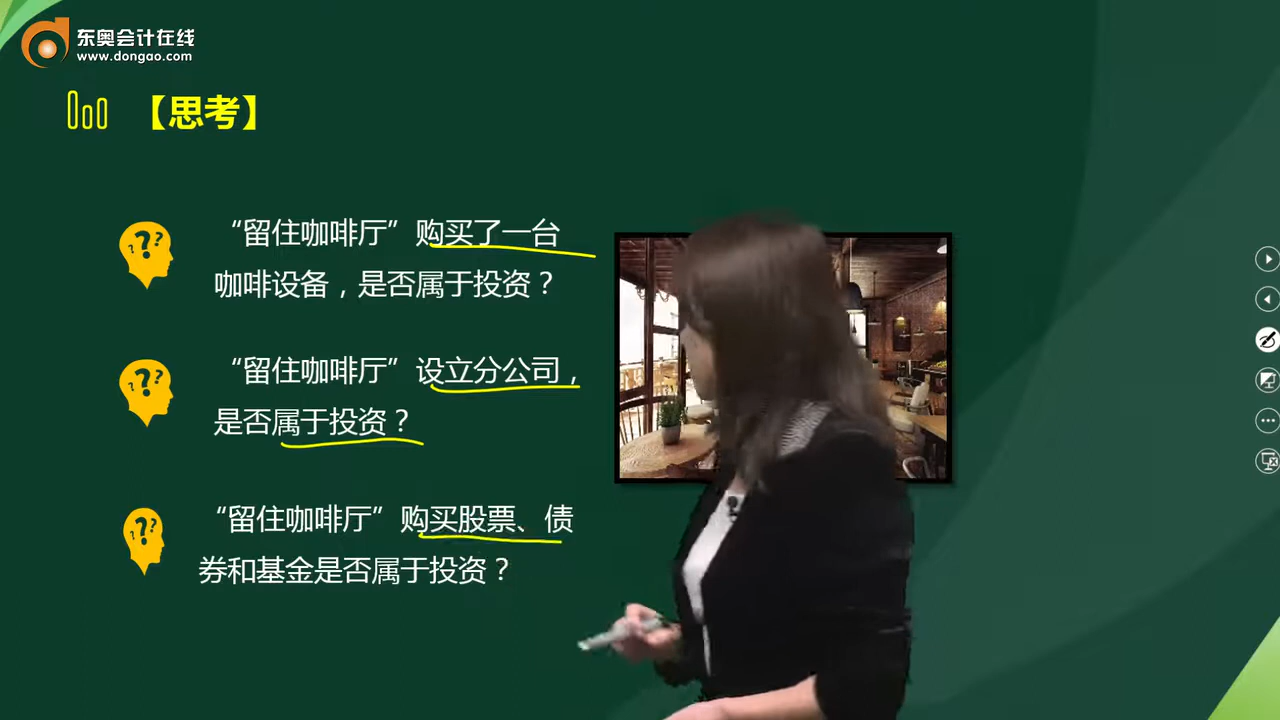 东奥会计在线
www.dongao.com
【思考】
“留住咖啡厅”购买了一台
咖啡设备，是否属于投资？
“留住咖啡厅”设立分公司，
是否属于投资？
“留住咖啡厅”购买股票、债
券和基金是否属于投资？